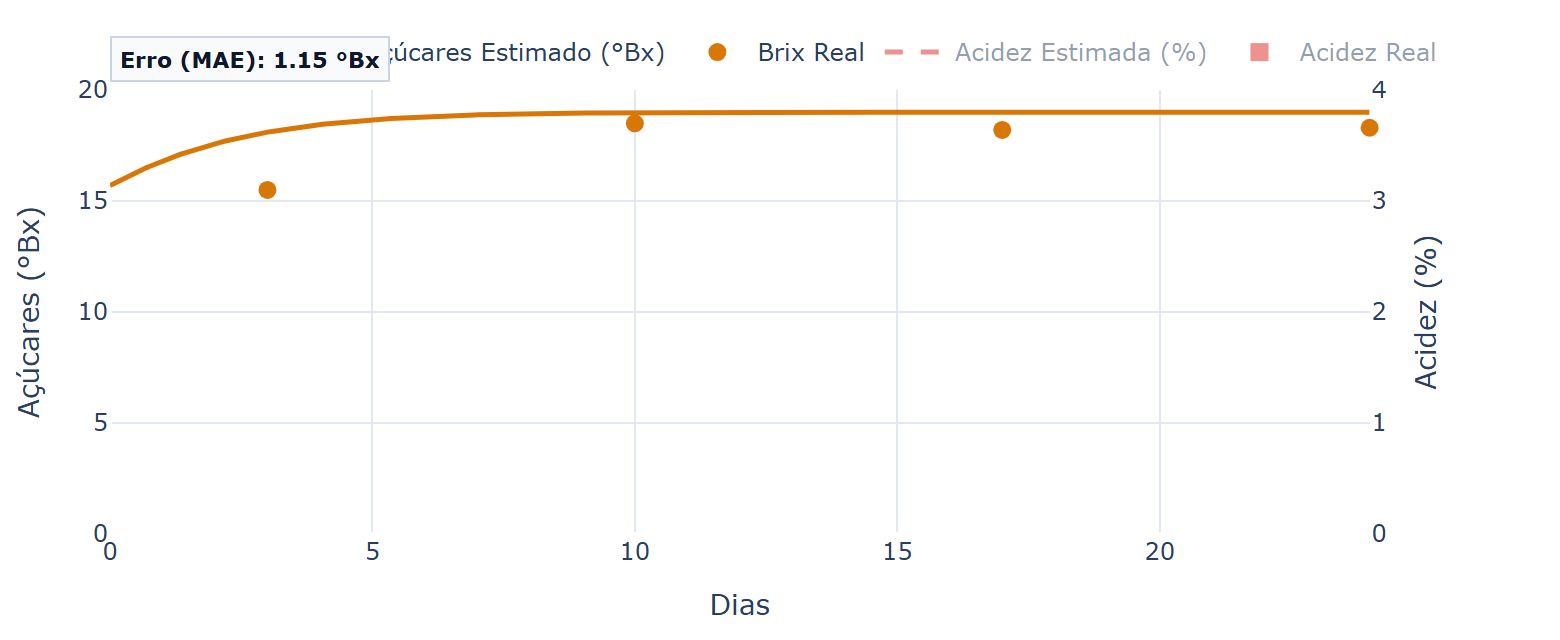 Erro (MAE): 1.15 ºBx
çúcares Estimado (°Bx) Brix Real Acidez Estimada (%) Acidez Real
20 4
15 3
10 2
5 1
0 0
0 5 10 15 20
Açúcares (°Bx)
Acidez (%)
Dias